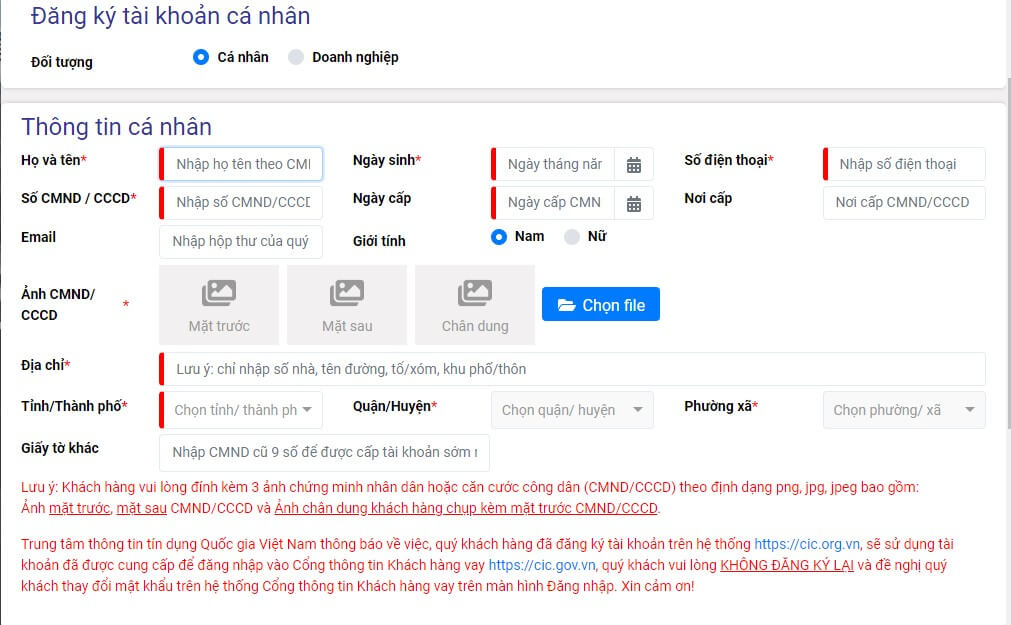 Đăng ký tài khoản cá nhân
Đối tượng Cá nhân Doanh nghiệp
Thông tin cá nhân
Họ và tên* Nhập họ tên theo CMI Ngày sinh* Ngày tháng năr Số điện thoại* Nhập số điện thoại
Số CMND / CCCD* Nhập số CMND/CCCD Ngày cấp Ngày cấp CMN Nơi cấp Nơi cấp CMND/CCCD
Email Nhập hộp thư của quý Giới tính Nam Nữ
Ảnh CMND/
CCCD * Mặt trước Mặt sau Chân dung Chọn file
Địa chỉ* Lưu ý: chỉ nhập số nhà, tên đường, tổ/xóm, khu phố/thôn
Tỉnh/Thành phố* Chọn tỉnh/ thành ph Quận/Huyện* Chọn quận/ huyện Phường xã* Chọn phường/ xã
Giấy tờ khác Nhập CMND cũ 9 số để được cấp tài khoản sớm r
Lưu ý: Khách hàng vui lòng đính kèm 3 ảnh chứng minh nhân dân hoặc căn cước công dân (CMND/CCCD) theo định dạng png, jpg, jpeg bao gồm:
Ảnh mặt trước, mặt sau CMND/CCCD và Ảnh chân dung khách hàng chụp kèm mặt trước CMND/CCCD.
Trung tâm thông tin tín dụng Quốc gia Việt Nam thông báo về việc, quý khách hàng đã đăng ký tài khoản trên hệ thống https://cic.org.vn, sẽ sử dụng tài
khoản đã được cung cấp để đăng nhập vào Cổng thông tin Khách hàng vay https://cic.gov.vn, quý khách vui lòng KHÔNG ĐĂNG KÝ LẠI và đề nghị quý
khách thay đổi mật khẩu trên hệ thống Cổng thông tin Khách hàng vay trên màn hình Đăng nhập. Xin cảm ơn!